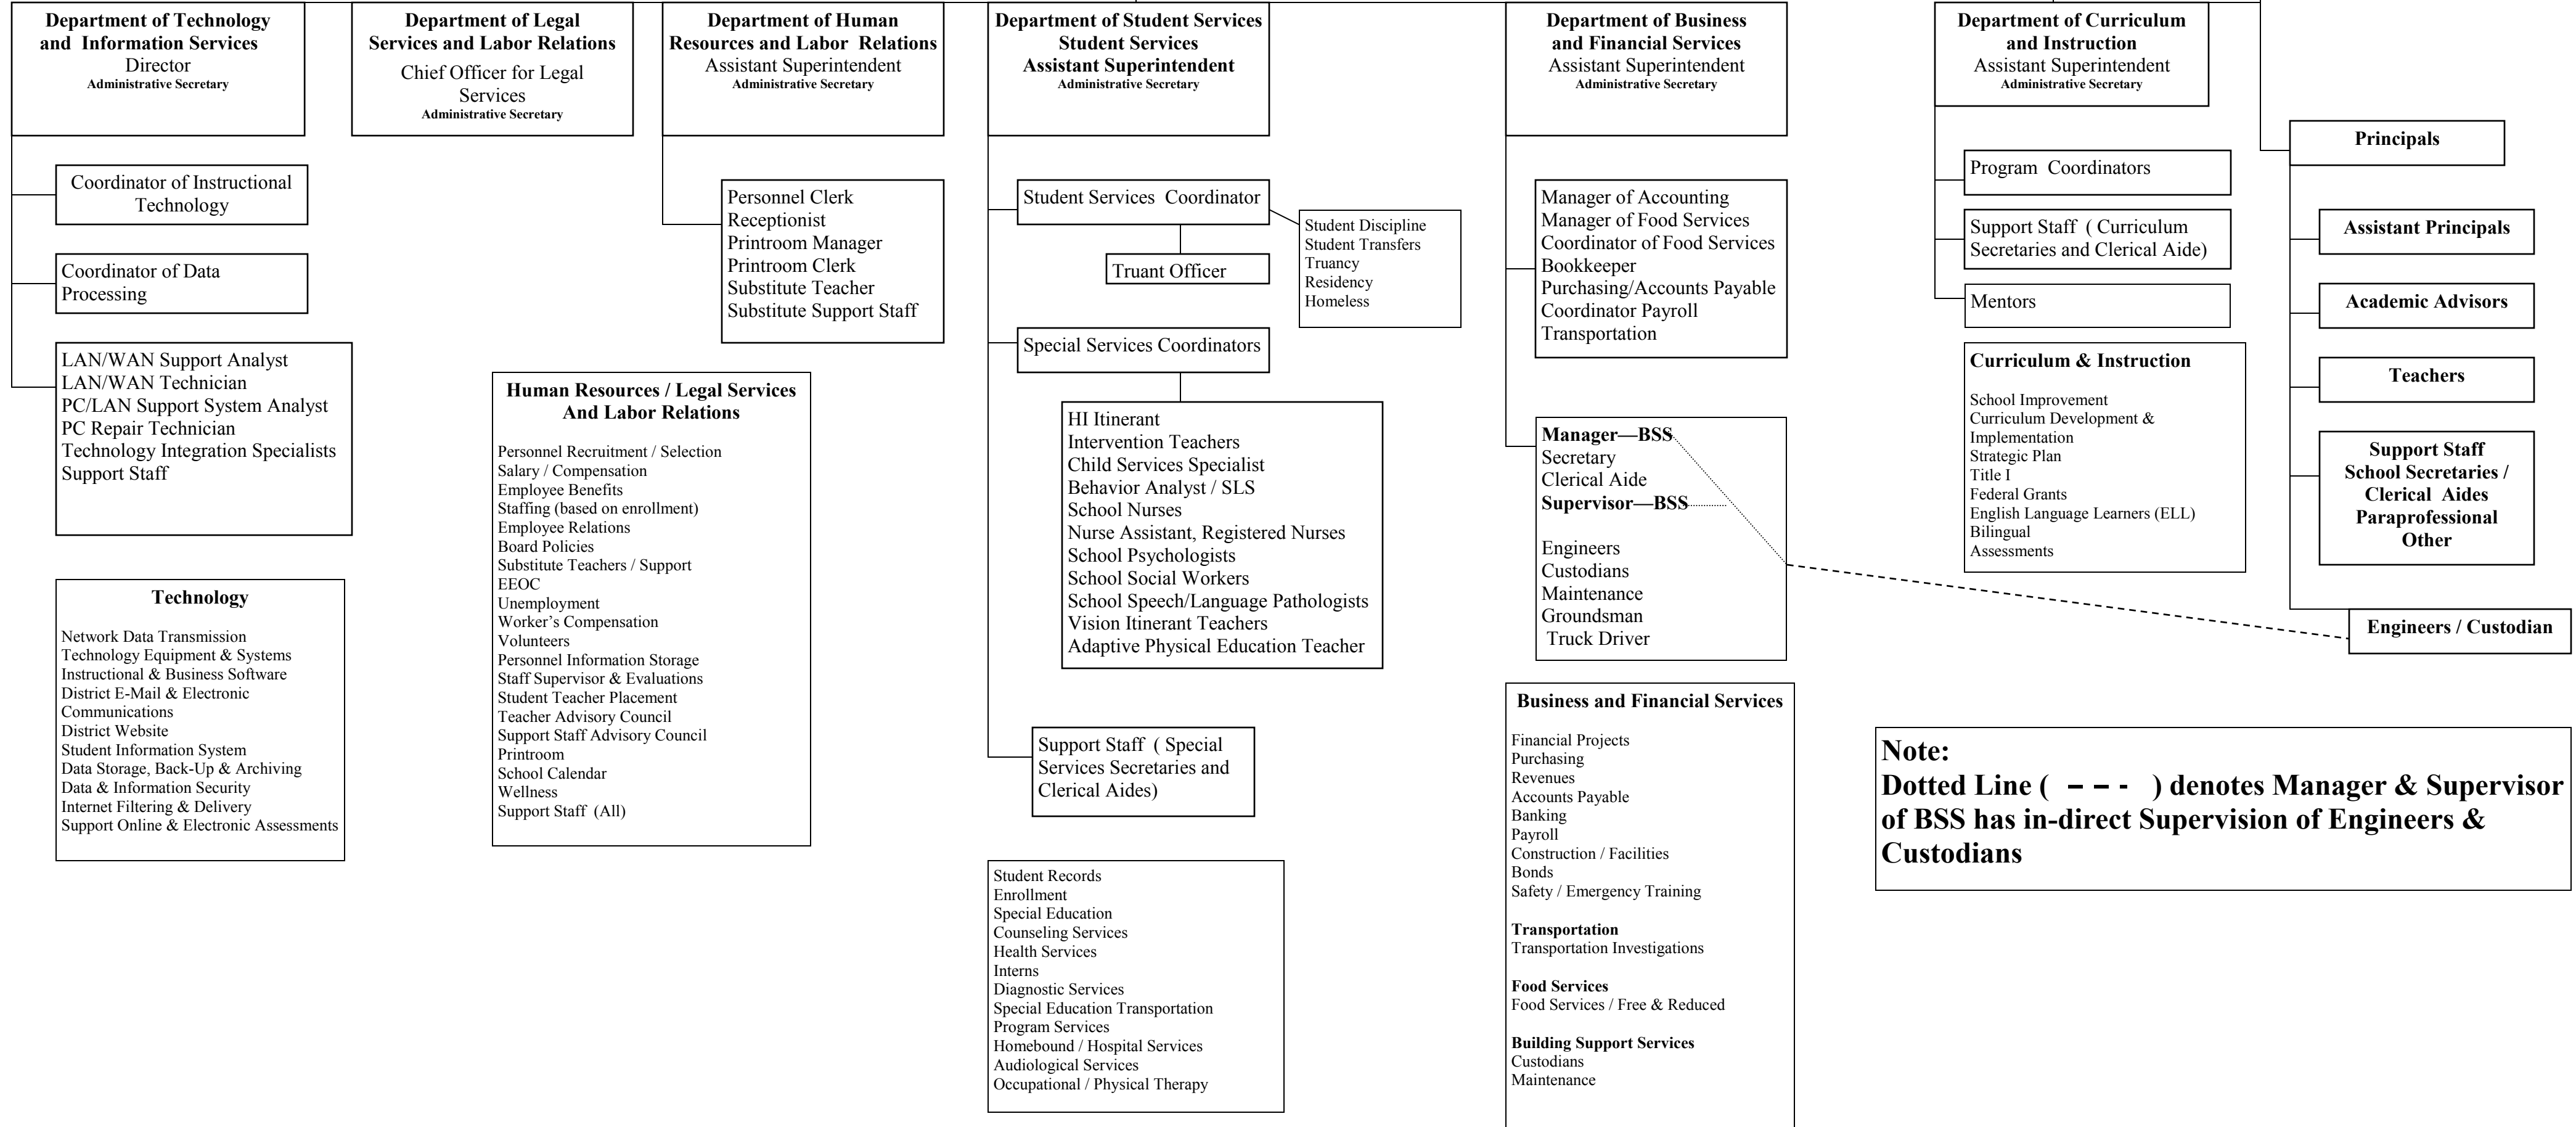 Department of Technology
and Information Services
Director
Administrative Secretary
Coordinator of Instructional
Technology
Coordinator of Data
Processing
LAN/WAN Support Analyst
LAN/WAN Technician
PC/LAN Support System Analyst
PC Repair Technician
Technology Integration Specialists
Support Staff
Technology
Network Data Transmission
Technology Equipment & Systems
Instructional & Business Software
District E-Mail & Electronic
Communications
District Website
Student Information System
Data Storage, Back-Up & Archiving
Data & Information Security
Internet Filtering & Delivery
Support Online & Electronic Assessments
Department of Legal
Services and Labor Relations
Chief Officer for Legal
Services
Administrative Secretary
Department of Human
Resources and Labor Relations
Assistant Superintendent
Administrative Secretary
Personnel Clerk
Receptionist
Printroom Manager
Printroom Clerk
Substitute Teacher
Substitute Support Staff
Human Resources / Legal Services
And Labor Relations
Personnel Recruitment / Selection
Salary / Compensation
Employee Benefits
Staffing (based on enrollment)
Employee Relations
Board Policies
Substitute Teachers / Support
EEOC
Unemployment
Worker's Compensation
Volunteers
Personnel Information Storage
Staff Supervisor & Evaluations
Student Teacher Placement
Teacher Advisory Council
Support Staff Advisory Council
Printroom
School Calendar
Wellness
Support Staff (All)
Department of Student Services
Student Services
Assistant Superintendent
Administrative Secretary
Student Services Coordinator
Student Discipline
Student Transfers
Truancy
Residency
Homeless
Truant Officer
Special Services Coordinators
HI Itinerant
Intervention Teachers
Child Services Specialist
Behavior Analyst / SLS
School Nurses
Nurse Assistant, Registered Nurses
School Psychologists
School Social Workers
School Speech/Language Pathologists
Vision Itinerant Teachers
Adaptive Physical Education Teacher
Support Staff ( Special
Services Secretaries and
Clerical Aides)
Student Records
Enrollment
Special Education
Counseling Services
Health Services
Interns
Diagnostic Services
Special Education Transportation
Program Services
Homebound / Hospital Services
Audiological Services
Occupational / Physical Therapy
Department of Business
and Financial Services
Assistant Superintendent
Administrative Secretary
Manager of Accounting
Manager of Food Services
Coordinator of Food Services
Bookkeeper
Purchasing/Accounts Payable
Coordinator Payroll
Transportation
Manager—BSS
Secretary
Clerical Aide
Supervisor—BSS
Engineers
Custodians
Maintenance
Groundsman
Truck Driver
Business and Financial Services
Financial Projects
Purchasing
Revenues
Accounts Payable
Banking
Payroll
Construction / Facilities
Bonds
Safety / Emergency Training
Transportation
Transportation Investigations
Food Services
Food Services / Free & Reduced
Building Support Services
Custodians
Maintenance
Department of Curriculum
and Instruction
Assistant Superintendent
Administrative Secretary
Program Coordinators
Support Staff ( Curriculum
Secretaries and Clerical Aide)
Mentors
Curriculum & Instruction
School Improvement
Curriculum Development &
Implementation
Strategic Plan
Title I
Federal Grants
English Language Learners (ELL)
Bilingual
Assessments
Principals
Assistant Principals
Academic Advisors
Teachers
Support Staff
School Secretaries /
Clerical Aides
Paraprofessional
Other
Engineers / Custodian
Note:
Dotted Line ( – – - ) denotes Manager & Supervisor
of BSS has in-direct Supervision of Engineers &
Custodians